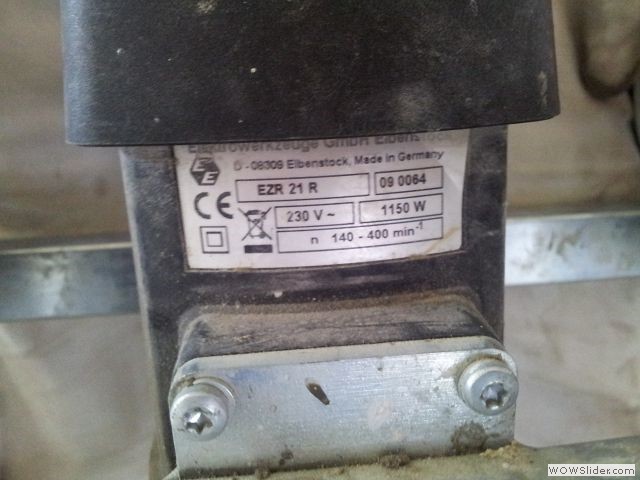 Elektrowerkzeuge GmbH Eibenstock
D - 08309 Eibenstock, Made in Germany
EZR 21 R 09 0064
CE 230 V ~ 1150 W
n 140 - 400 min⁻¹
WOWSlider.com